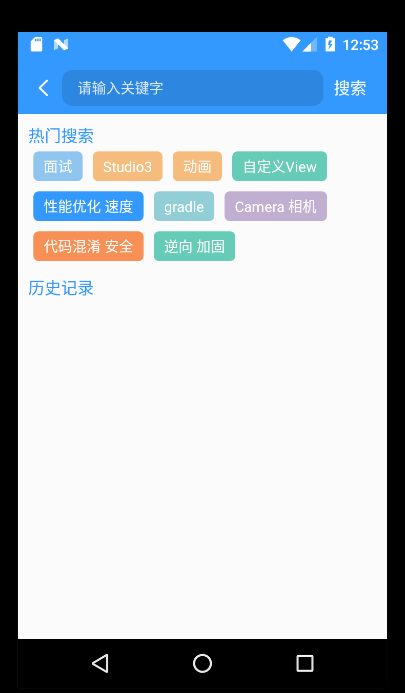 12:53
请输入关键字 搜索
热门搜索
面试 Studio3 动画 自定义View
性能优化 速度 gradle Camera 相机
代码混淆 安全 逆向 加固
历史记录